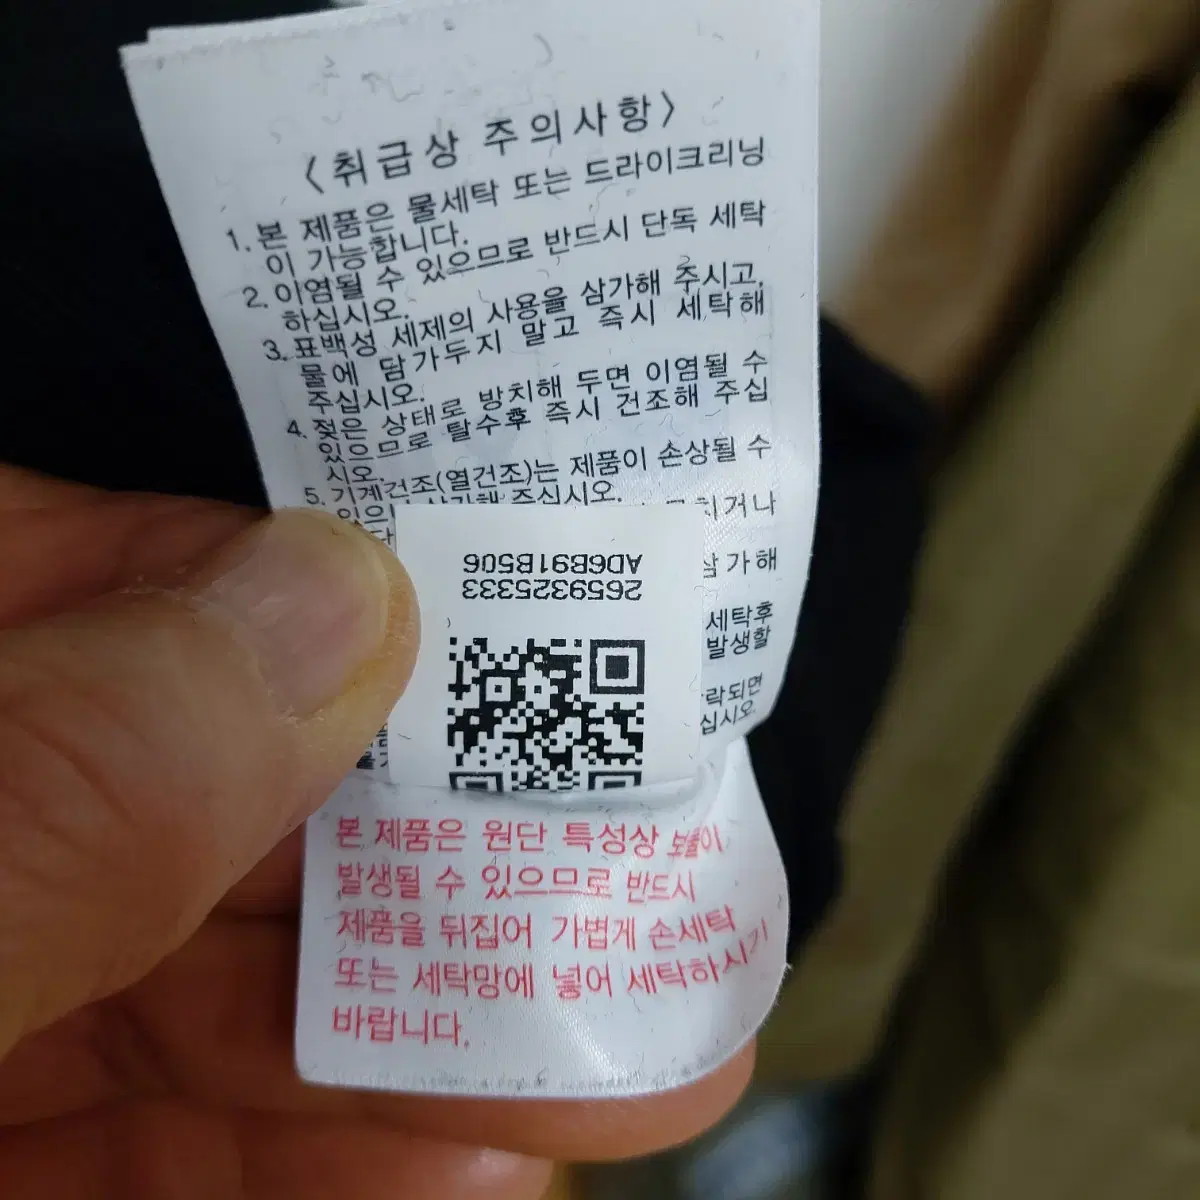 <취급상 주의사항>
1. 본 제품은 물세탁 또는 드라이크리닝
이 가능합니다.
2. 이염될 수 있으므로 반드시 단독 세탁
하십시오.
3. 표백성 세제의 사용을 삼가해 주시고,
물에 담가두지 말고 즉시 세탁해
주십시오.
4. 젖은 상태로 방치해 두면 이염될 수
있으므로 탈수후 즉시 건조해 주십
시오.
5. 기계건조(열건조)는 제품이 손상될 수
주십시오.
삼가해
세탁후
발생할
2659325333
AD6B91B506
본 제품은 원단 특성상 보풀이
발생될 수 있으므로 반드시
제품을 뒤집어 가볍게 손세탁
또는 세탁망에 넣어 세탁하시기
바랍니다.